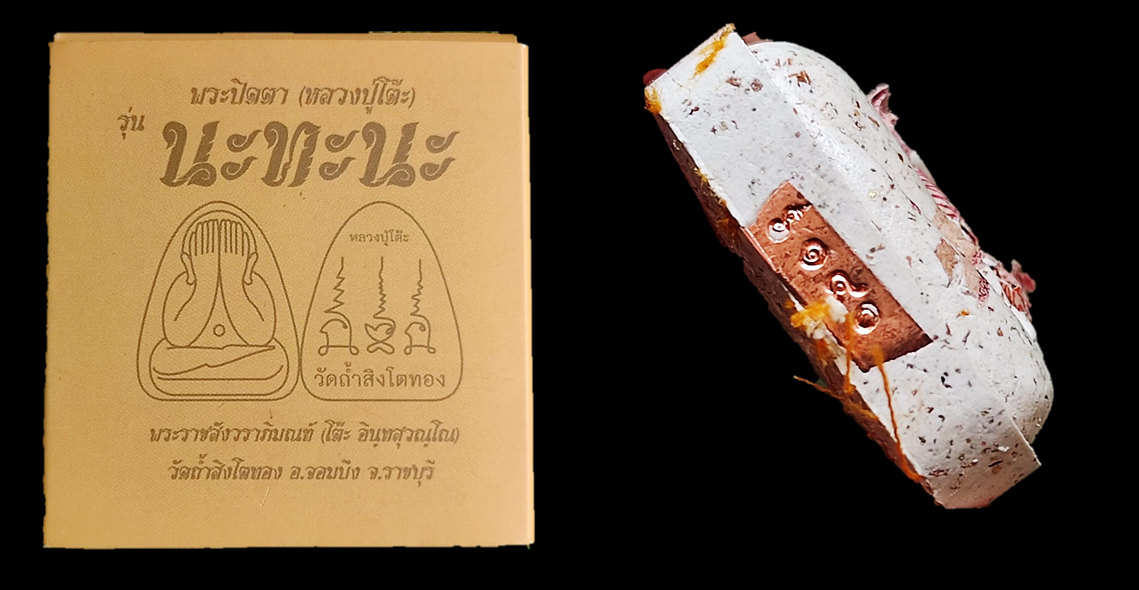 พระปิดตา (หลวงปู่โต๊ะ)
รุ่น
นะทะนะ
หลวงปู่โต๊ะ
วัดถ้ำสิงโตทอง
พระราชสังวราภิมณฑ์ (โต๊ะ อินฺทสุวณฺโณ)
วัดถ้ำสิงโตทอง อ.จอมบึง จ.ราชบุรี